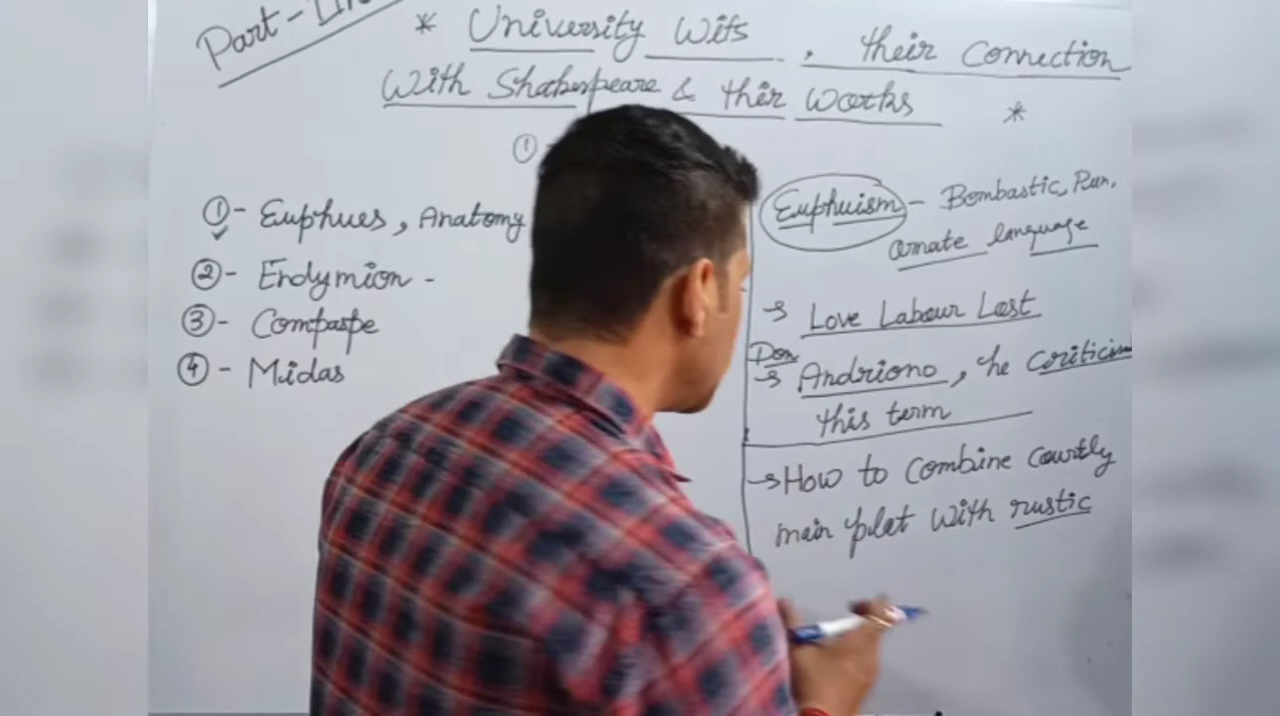 Part-
* University Wits, their Connection
With Shakespeare & their Works *
①-
①- Euphues, Anatomy
②- Endymion -
③- Compaspe
④- Midas
Euphuism - Bombastic, Pun,
ornate language
→ Love Labour Lost
Don
→ Andriono, he criticism
this term
→ How to combine courtly
main plot with rustic